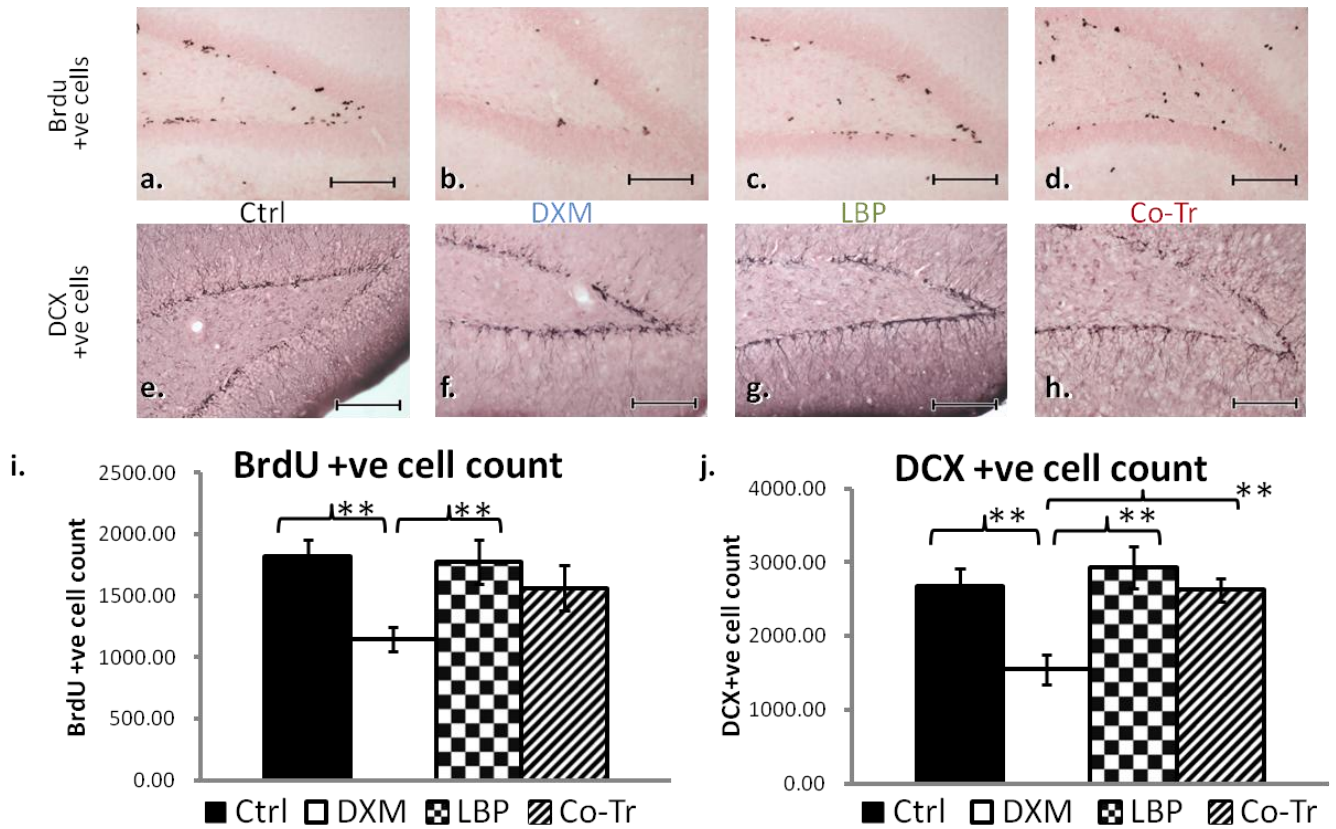 Brdu
+ve cells
a.
b.
c.
d.
Ctrl
DXM
LBP
Co-Tr
DCX
+ve cells
e.
f.
g.
h.
i.
BrdU +ve cell count
BrdU +ve cell count
2500.00
2000.00
1500.00
1000.00
500.00
0.00
**
**
Ctrl DXM LBP Co-Tr
j.
DCX +ve cell count
DCX+ve cell count
4000.00
3000.00
2000.00
1000.00
0.00
**
**
**
Ctrl DXM LBP Co-Tr